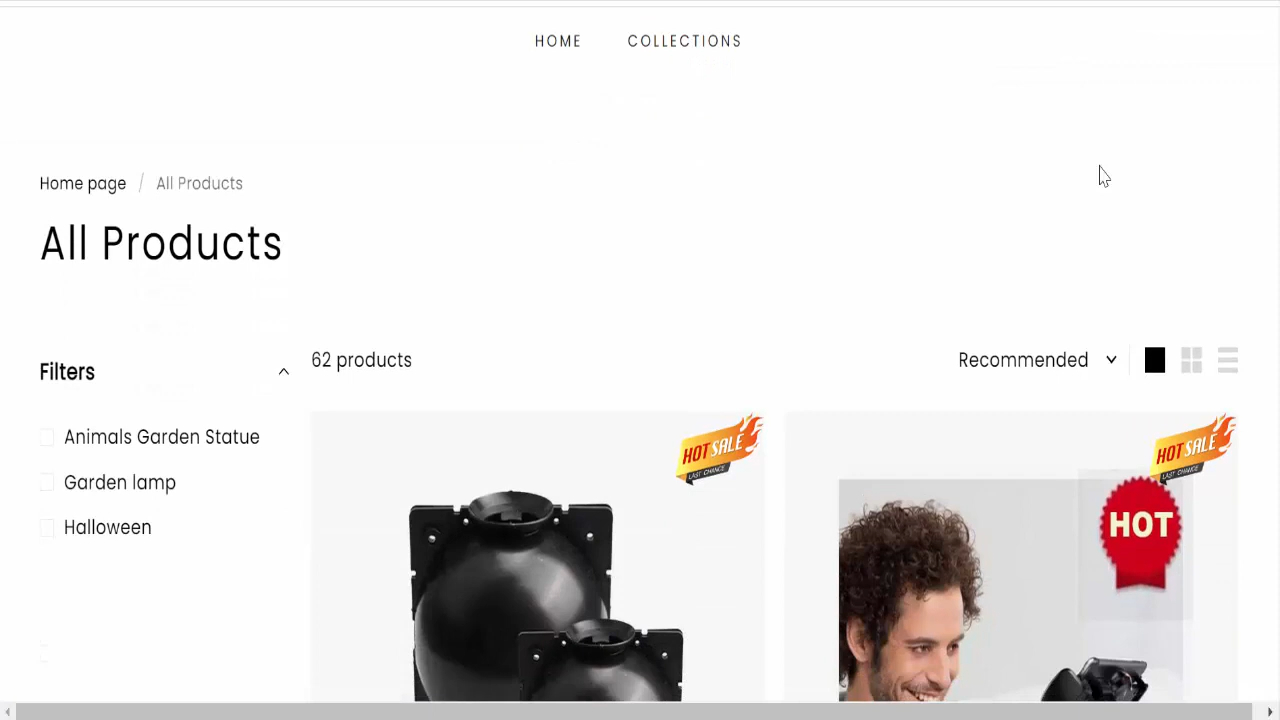 HOME COLLECTIONS
Home page / All Products
All Products
Filters
62 products
Recommended
Animals Garden Statue
Garden lamp
Halloween
HOT SALE
LAST CHANCE
HOT SALE
LAST CHANCE
HOT